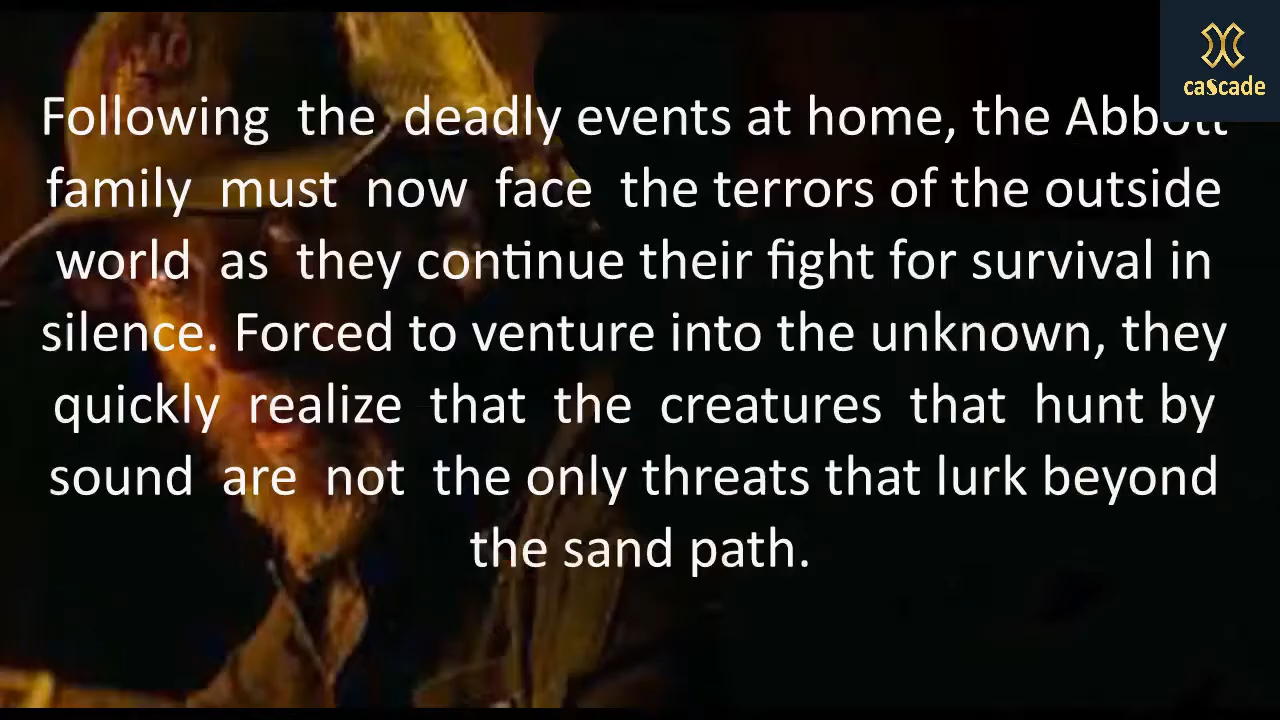 caScade
Following the deadly events at home, the Abbott
family must now face the terrors of the outside
world as they continue their fight for survival in
silence. Forced to venture into the unknown, they
quickly realize that the creatures that hunt by
sound are not the only threats that lurk beyond
the sand path.